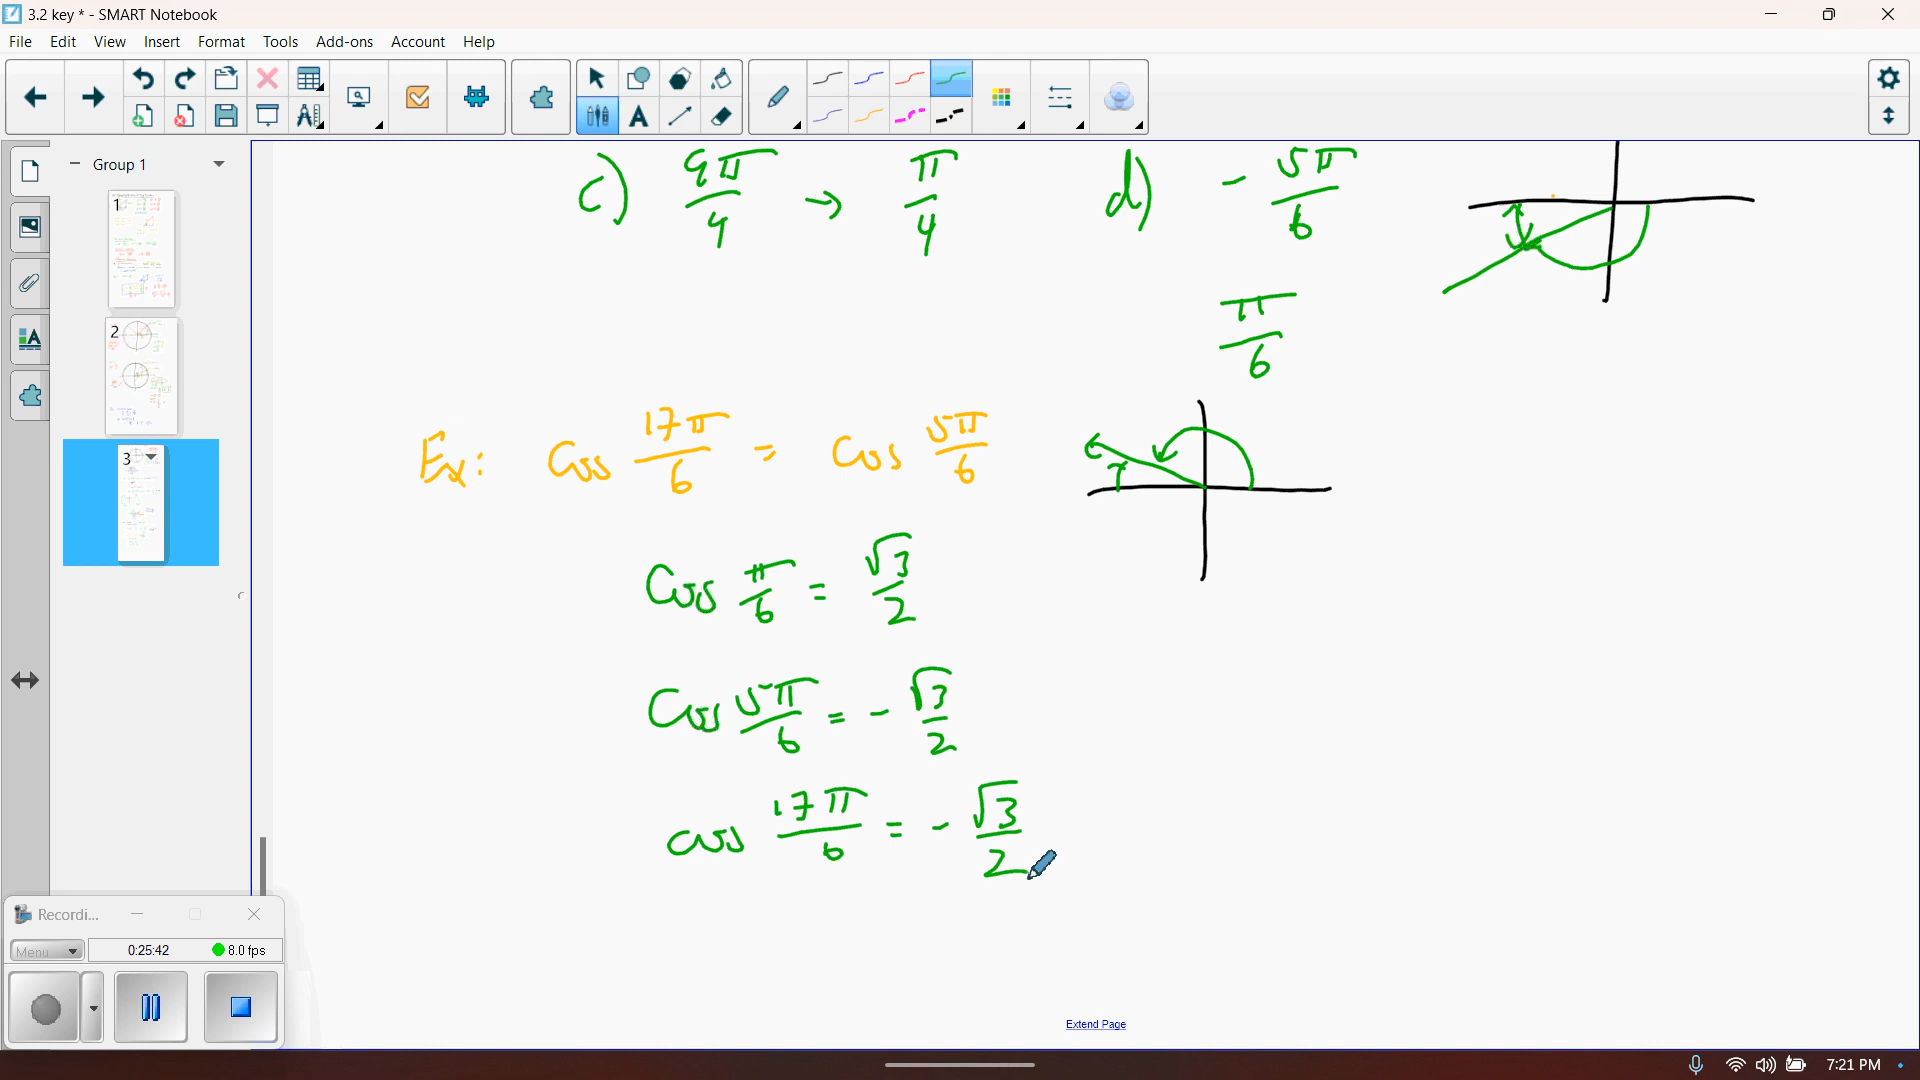 3.2 key * - SMART Notebook
File Edit View Insert Format Tools Add-ons Account Help
Group 1
1
2
3
c) 9π/4 → π/4
d) - 5π/6
π/6
Ex: Cos 17π/6 = Cos 5π/6
Cos π/6 = √3/2
Cos 5π/6 = - √3/2
cos 17π/6 = - √3/2
Extend Page
Recordi...
Menu 0:25:42 8.0 fps
7:21 PM